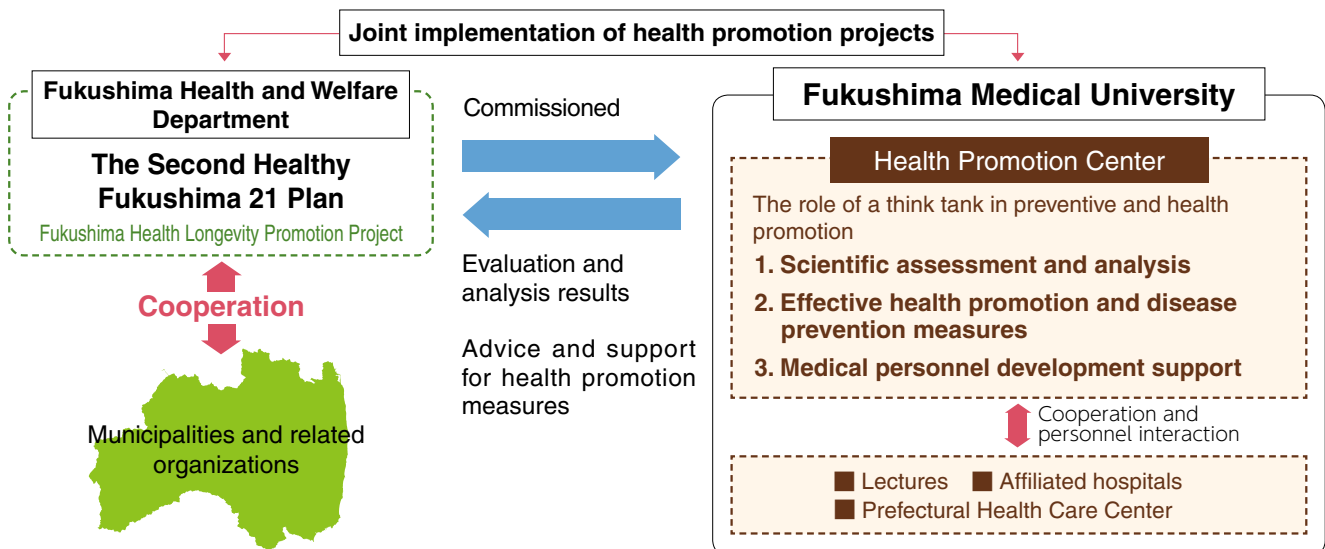 Joint implementation of health promotion projects
Fukushima Health and Welfare
Department
The Second Healthy
Fukushima 21 Plan
Fukushima Health Longevity Promotion Project
Cooperation
Municipalities and related
organizations
Commissioned
Evaluation and
analysis results
Advice and support
for health promotion
measures
Fukushima Medical University
Health Promotion Center
The role of a think tank in preventive and health
promotion
1. Scientific assessment and analysis
2. Effective health promotion and disease
prevention measures
3. Medical personnel development support
Cooperation and
personnel interaction
■ Lectures ■ Affiliated hospitals
■ Prefectural Health Care Center